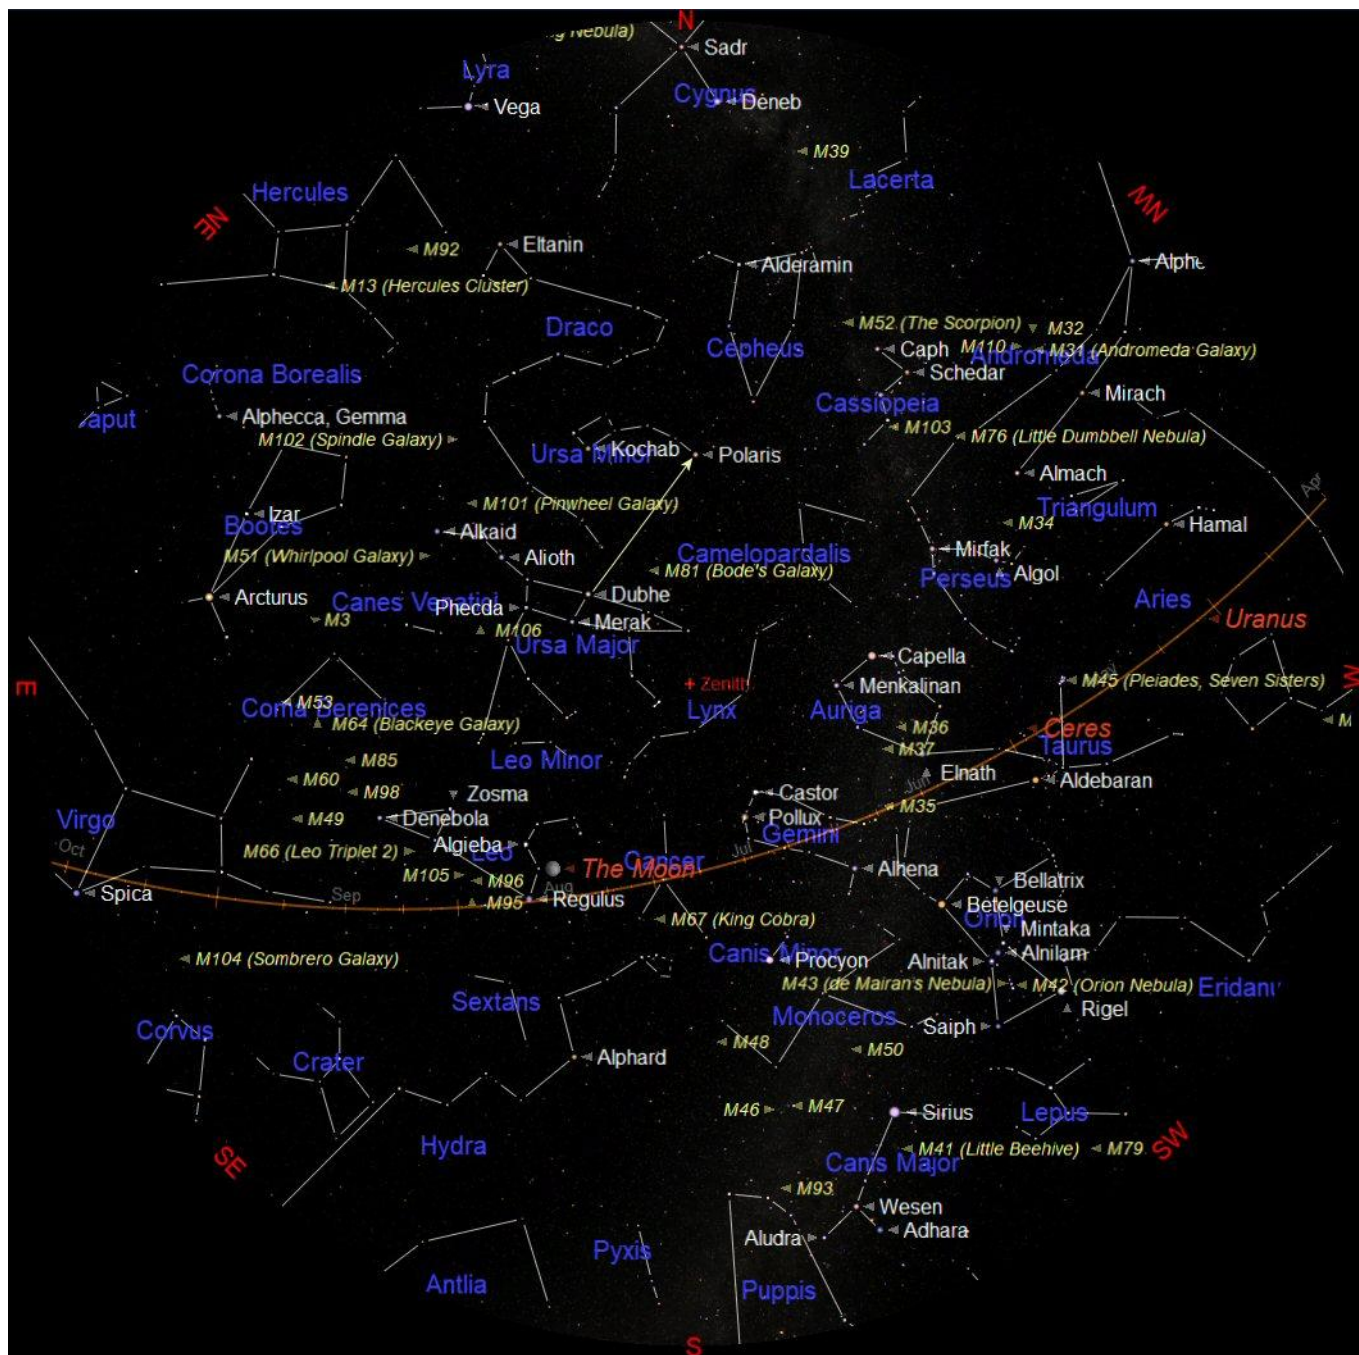 N
g Nebula)
Sadr
Lyra
Cygnus
Deneb
Vega
M39
Lacerta
Hercules
NE
NW
M92
Eltanin
Alderamin
Alphe
M13 (Hercules Cluster)
Draco
M52 (The Scorpion)
M32
Cepheus
Caph
M110
Andromeda
M31 (Andromeda Galaxy)
Corona Borealis
Schedar
Cassiopeia
Mirach
aput
Alphecca, Gemma
M103
M102 (Spindle Galaxy)
M76 (Little Dumbbell Nebula)
Ursa Minor
Kochab
Polaris
Almach
Apr
M101 (Pinwheel Galaxy)
Triangulum
Izar
Bootes
Alkaid
M34
Hamal
M51 (Whirlpool Galaxy)
Alioth
Camelopardalis
Mirfak
M81 (Bode's Galaxy)
Perseus
Algol
Arcturus
Canes Venatici
Dubhe
Aries
Phecda
M3
M106
Merak
Uranus
Ursa Major
Capella
E
Zenith
Menkalinan
M45 (Pleiades, Seven Sisters)
W
M53
Coma Berenices
Lynx
Auriga
M64 (Blackeye Galaxy)
M36
Ceres
M
M85
Leo Minor
M37
Taurus
M60
Elnath
Aldebaran
Jun
M98
Zosma
Castor
M35
Virgo
M49
Denebola
Pollux
Gemini
Oct
M66 (Leo Triplet 2)
Algieba
Leo
Cancer
Jul
M105
M96
The Moon
Alhena
Bellatrix
Spica
Sep
M95
Aug
Regulus
Betelgeuse
Orion
M67 (King Cobra)
Mintaka
M104 (Sombrero Galaxy)
Canis Minor
Procyon
Alnitak
Alnilam
M43 (de Mairan's Nebula)
M42 (Orion Nebula)
Eridanu
Sextans
Monoceros
Rigel
Corvus
Saiph
Crater
Alphard
M48
M50
M46
M47
Sirius
Lepus
SE
Hydra
M41 (Little Beehive)
M79
SW
Canis Major
M93
Wesen
Aludra
Adhara
Pyxis
Antlia
Puppis
S